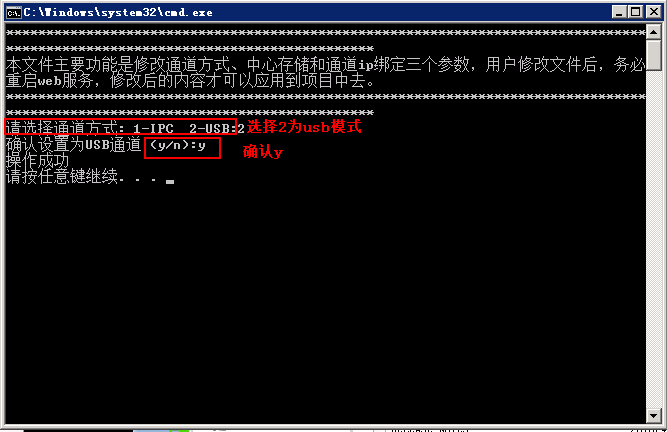 C:\Windows\system32\cmd.exe
********************************************************************************
**********************************************
本文件主要功能是修改通道方式、中心存储和通道ip绑定三个参数，用户修改文件后，务必
重启web服务，修改后的内容才可以应用到项目中去。
********************************************************************************
**********************************************
请选择通道方式：1-IPC  2-USB:2 选择2为usb模式
确认设置为USB通道 (y/n):y 确认y
操作成功
请按任意键继续. . .